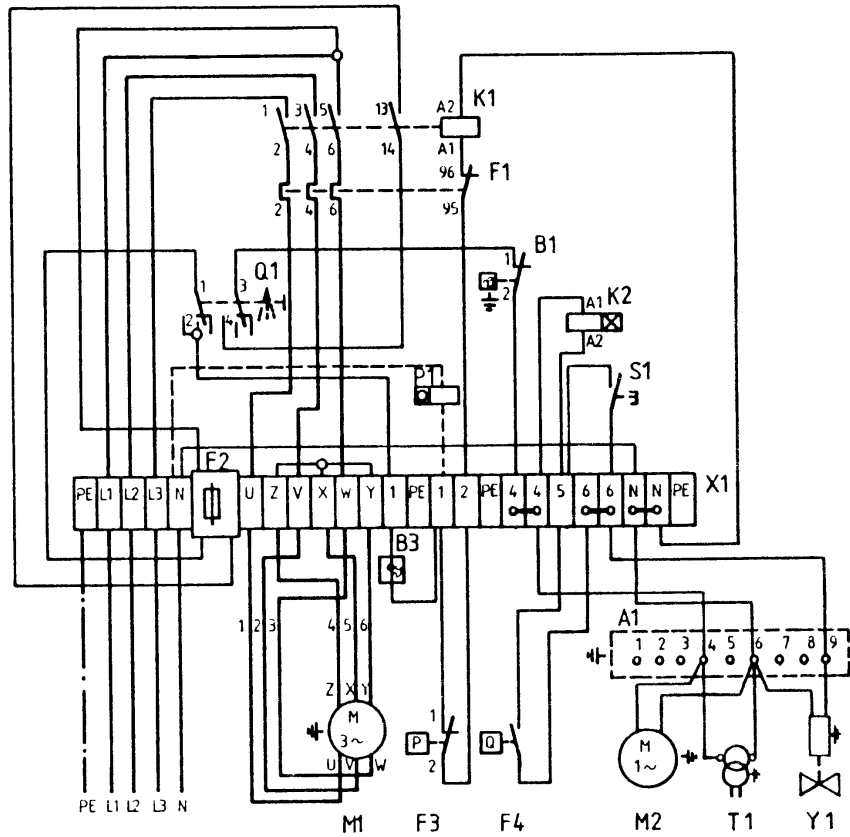 A2 K1
1 3 5 13
2 4 6 14 A1
96 F1
2 4 6 95
1 Q1 3 1 B1
2 4 2
A1 K2
A2
S1
F2
PE L1 L2 L3 N U Z V X W Y 1 PE 1 2 PE 4 4 5 6 6 N N PE X1
B3
1 2 3 4 5 6
A1
1 2 3 4 5 6 7 8 9
Z X Y
M
3~
U V W
1
P
2
Q
M
1~
PE L1 L2 L3 N
M1 F3 F4 M2 T1 Y1